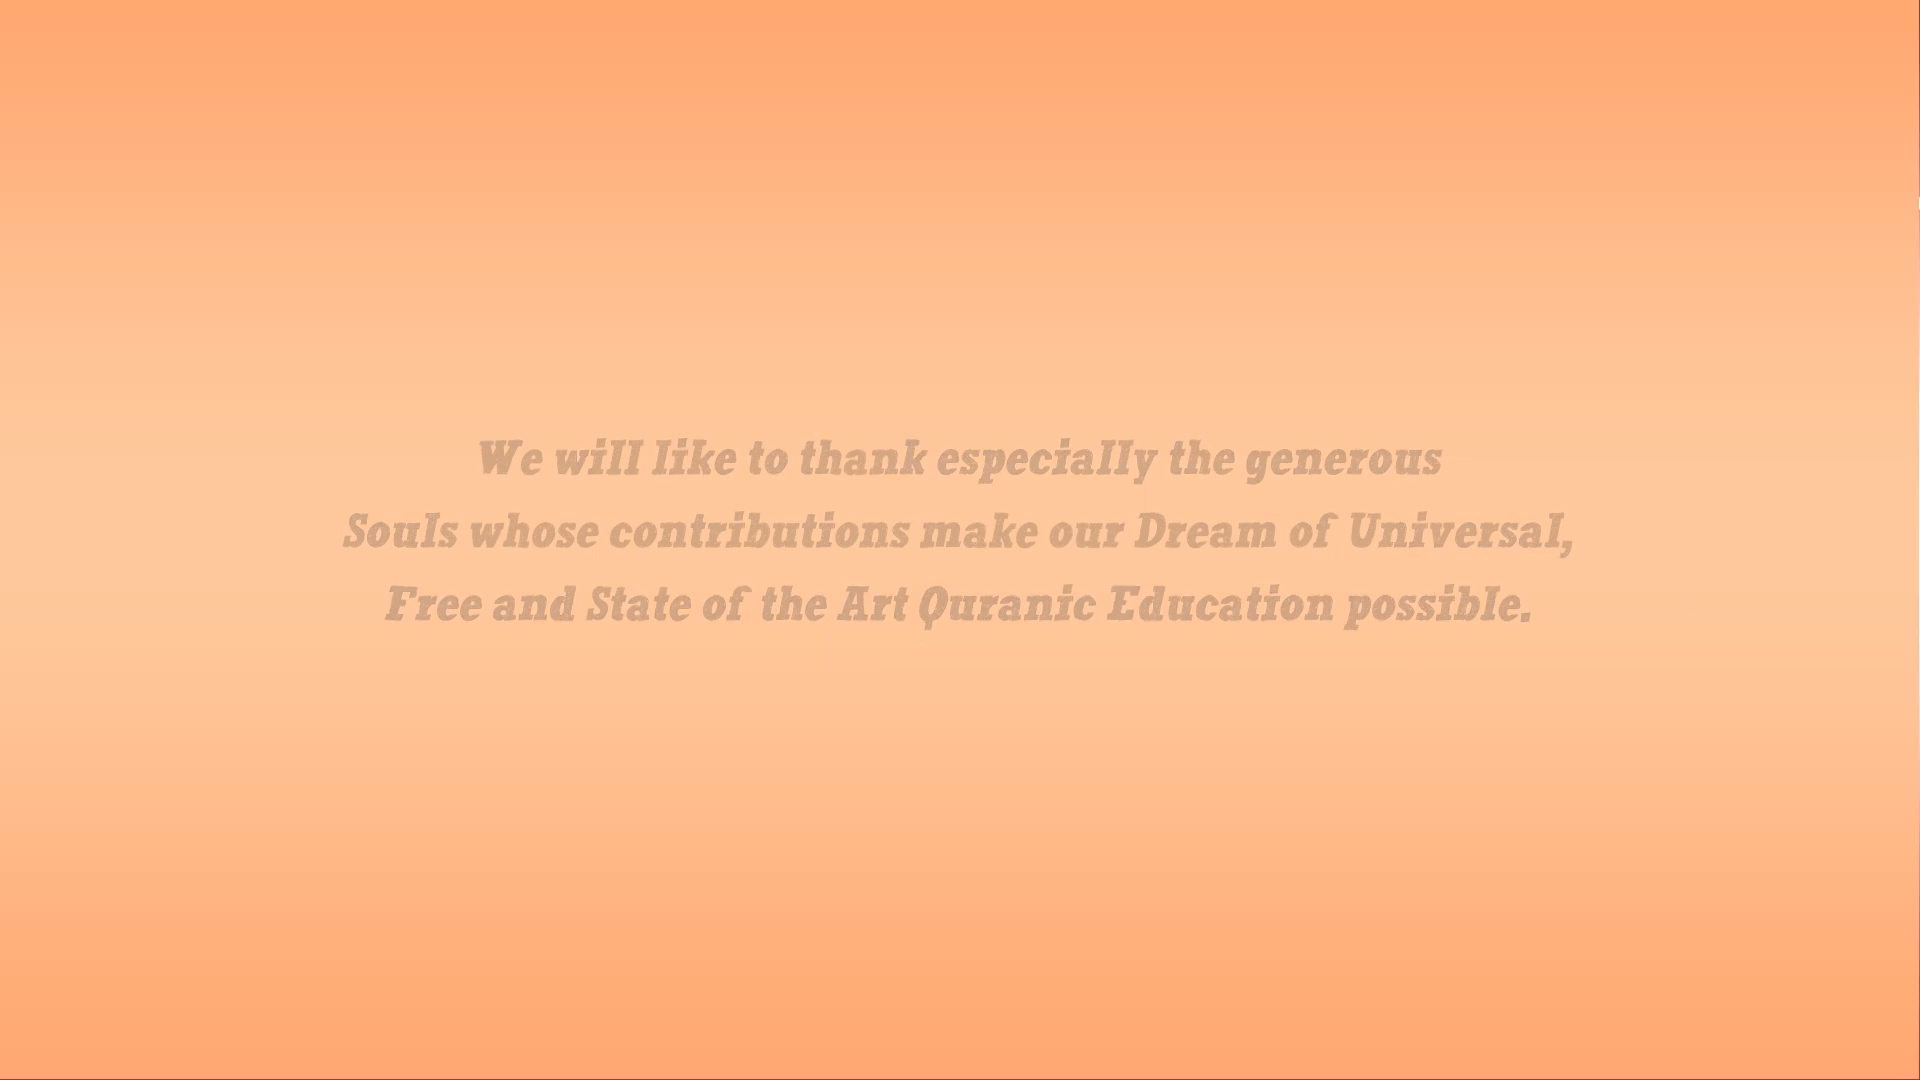 We will like to thank especially the generous
Souls whose contributions make our Dream of Universal,
Free and State of the Art Quranic Education possible.